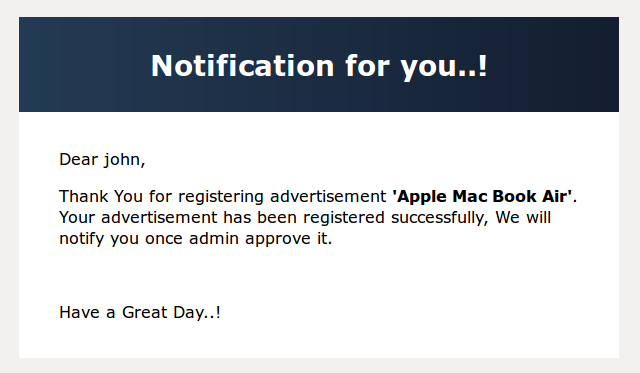 Notification for you..!
Dear john,
Thank You for registering advertisement 'Apple Mac Book Air'.
Your advertisement has been registered successfully, We will
notify you once admin approve it.
Have a Great Day..!